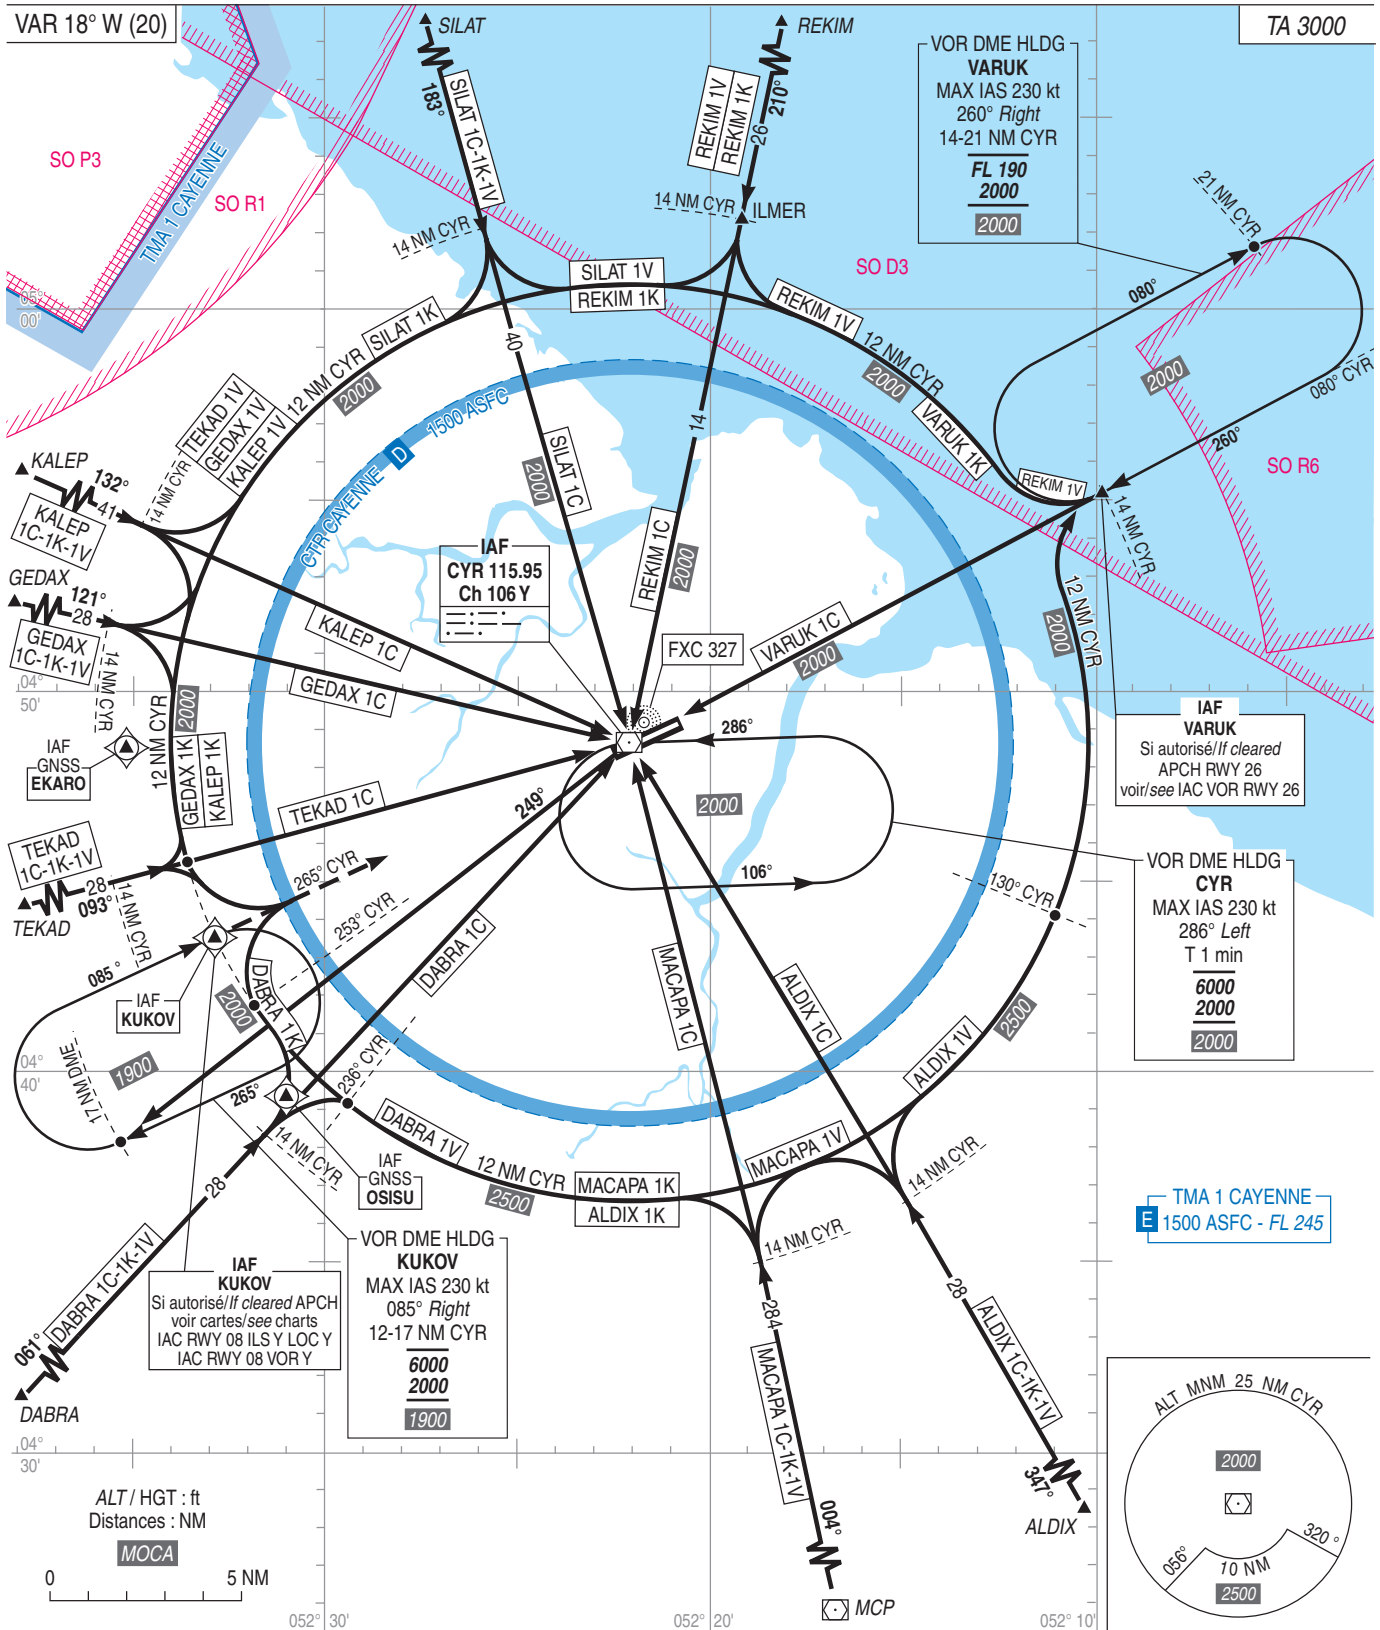 VAR 18° W (20)
SILAT
REKIM
TA 3000
VOR DME HLDG
VARUK
MAX IAS 230 kt
260° Right
14-21 NM CYR
FL 190
2000
2000
183°
SILAT 1C-1K-1V
REKIM 1V
REKIM 1K
210°
26
SO P3
SO R1
TMA 1 CAYENNE
14 NM CYR
14 NM CYR
ILMER
21 NM CYR
SO D3
080°
05°
00'
SILAT 1V
REKIM 1K
SILAT 1K
12 NM CYR
2000
REKIM 1V
12 NM CYR
2000
VARUK 1K
2000
080° CYR
260°
SO R6
40
14
TEKAD 1V
GEDAX 1V
KALEP 1V
14 NM CYR
CTR CAYENNE
D
1500 ASFC
SILAT 1C
2000
REKIM 1V
14 NM CYR
KALEP
132°
41
KALEP
1C-1K-1V
GEDAX
121°
28
GEDAX
1C-1K-1V
14 NM CYR
IAF
CYR 115.95
Ch 106 Y
REKIM 1C
2000
KALEP 1C
GEDAX 1C
FXC 327
VARUK 1C
2000
12 NM CYR
2000
04°
50'
2000
12 NM CYR
GEDAX 1K
KALEP 1K
IAF
GNSS
EKARO
286°
2000
106°
IAF
VARUK
Si autorisé/If cleared
APCH RWY 26
voir/see IAC VOR RWY 26
TEKAD
1C-1K-1V
28
093°
TEKAD
14 NM CYR
TEKAD 1C
249°
265° CYR
253° CYR
DABRA 1C
130° CYR
VOR DME HLDG
CYR
MAX IAS 230 kt
286° Left
T 1 min
6000
2000
2000
085°
IAF
KUKOV
2000
DABRA 1K
MACAPA 1C
ALDIX 1C
2500
04°
40'
17 NM DME
1900
265°
236° CYR
ALDIX 1V
14 NM CYR
IAF
GNSS
OSISU
DABRA 1V
12 NM CYR
2500
MACAPA 1K
ALDIX 1K
MACAPA 1V
14 NM CYR
14 NM CYR
TMA 1 CAYENNE
E 1500 ASFC - FL 245
28
DABRA 1C-1K-1V
061°
DABRA
IAF
KUKOV
Si autorisé/If cleared APCH
voir cartes/see charts
IAC RWY 08 ILS Y LOC Y
IAC RWY 08 VOR Y
VOR DME HLDG
KUKOV
MAX IAS 230 kt
085° Right
12-17 NM CYR
6000
2000
1900
284
MACAPA 1C-1K-1V
004°
MCP
28
ALDIX 1C-1K-1V
347°
ALDIX
ALT MNM 25 NM CYR
2000
056°
10 NM
320°
2500
04°
30'
ALT / HGT : ft
Distances : NM
MOCA
0
5 NM
052° 30'
052° 20'
052° 10'